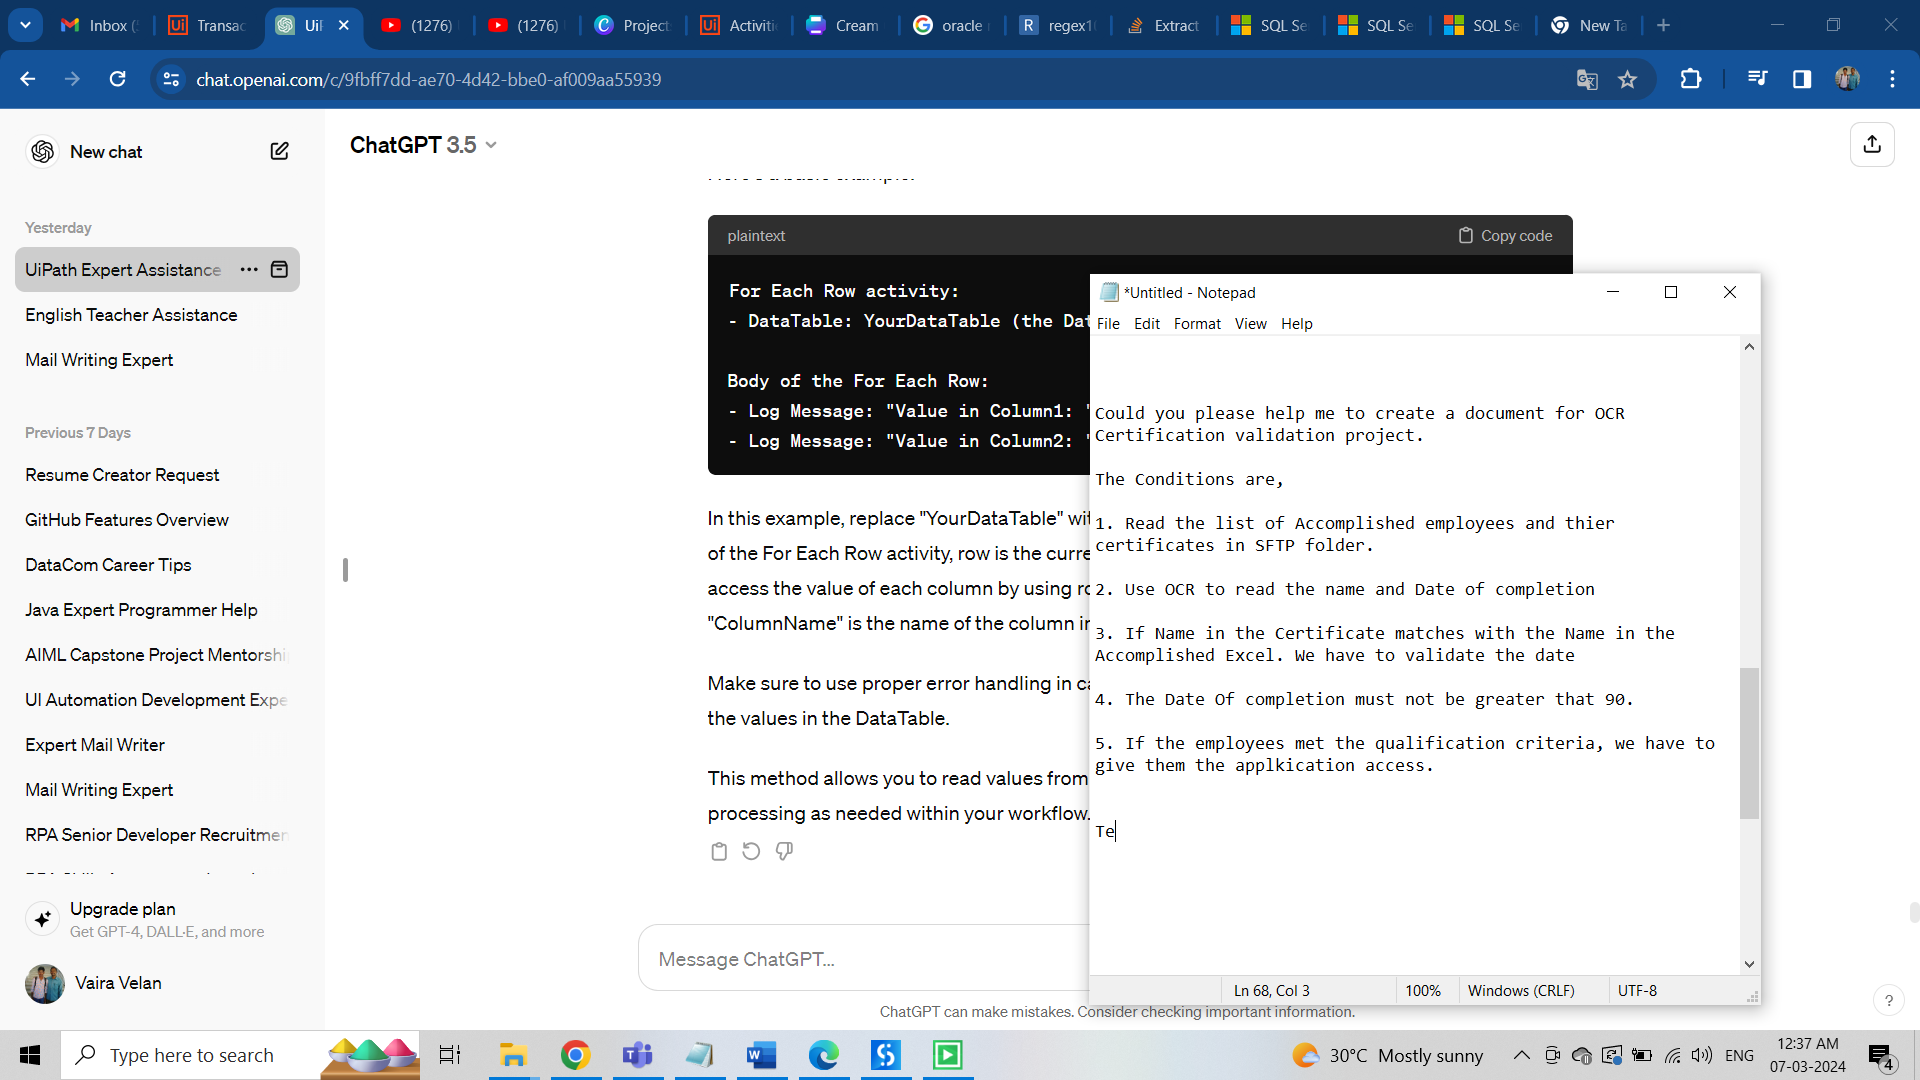 Inbox (
Transac
Ui
(1276)
(1276)
Project
Activiti
Cream
oracle
regex1
Extract
SQL Se
SQL Se
SQL Se
New Ta
chat.openai.com/c/9fbff7dd-ae70-4d42-bbe0-af009aa55939
New chat
Yesterday
UiPath Expert Assistance
English Teacher Assistance
Mail Writing Expert
Previous 7 Days
Resume Creator Request
GitHub Features Overview
DataCom Career Tips
Java Expert Programmer Help
AIML Capstone Project Mentorshi
UI Automation Development Expe
Expert Mail Writer
Mail Writing Expert
RPA Senior Developer Recruitmen
Upgrade plan
Get GPT-4, DALL·E, and more
Vaira Velan
ChatGPT 3.5
plaintext
Copy code
For Each Row activity:
- DataTable: YourDataTable (the Dat
Body of the For Each Row:
- Log Message: "Value in Column1: "
- Log Message: "Value in Column2: "
In this example, replace "YourDataTable" wit
of the For Each Row activity, row is the curre
access the value of each column by using ro
"ColumnName" is the name of the column in
Make sure to use proper error handling in ca
the values in the DataTable.
This method allows you to read values from
processing as needed within your workflow.
Message ChatGPT...
ChatGPT can make mistakes. Consider checking important information.
?
*Untitled - Notepad
File Edit Format View Help
Could you please help me to create a document for OCR
Certification validation project.
The Conditions are,
1. Read the list of Accomplished employees and thier
certificates in SFTP folder.
2. Use OCR to read the name and Date of completion
3. If Name in the Certificate matches with the Name in the
Accomplished Excel. We have to validate the date
4. The Date Of completion must not be greater that 90.
5. If the employees met the qualification criteria, we have to
give them the applkication access.
Te
Ln 68, Col 3
100%
Windows (CRLF)
UTF-8
Type here to search
30°C Mostly sunny
ENG
12:37 AM
07-03-2024
4